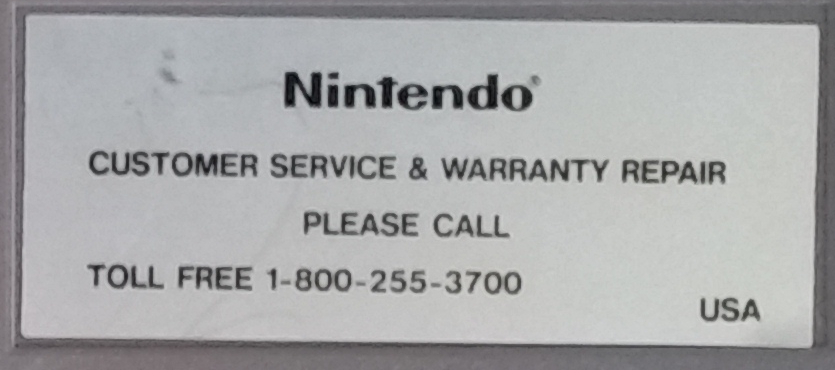 Nintendo®
CUSTOMER SERVICE & WARRANTY REPAIR
PLEASE CALL
TOLL FREE 1-800-255-3700
USA